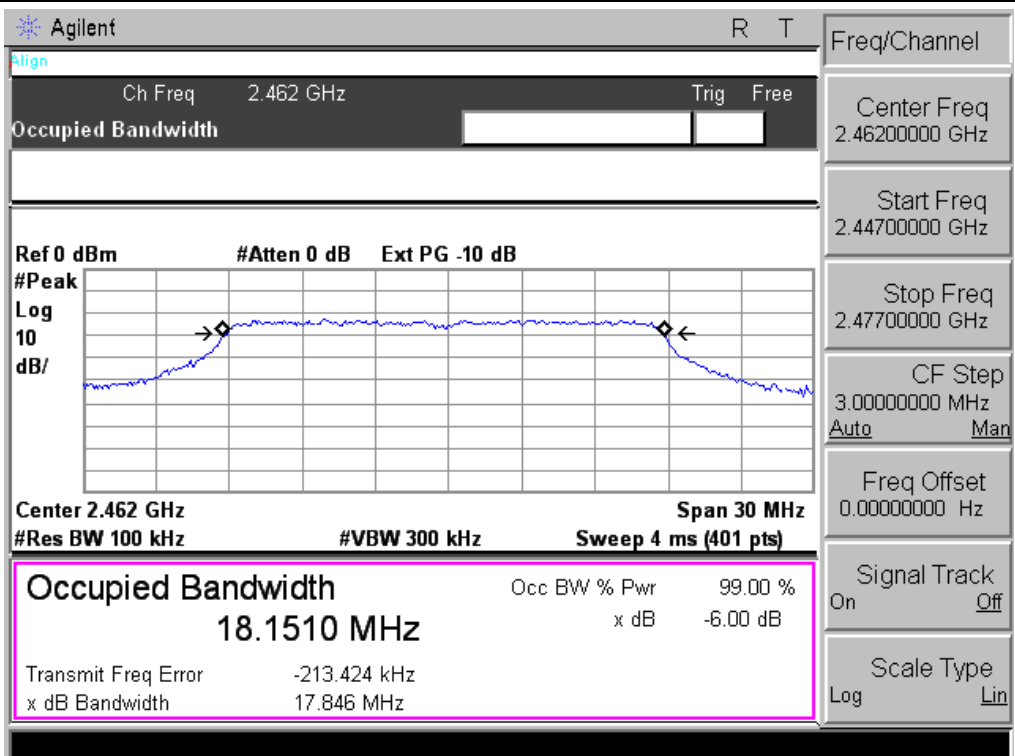 Agilent R T
Align
Ch Freq 2.462 GHz Trig Free
Occupied Bandwidth
Ref 0 dBm #Atten 0 dB Ext PG -10 dB
#Peak
Log
10
dB/
Center 2.462 GHz Span 30 MHz
#Res BW 100 kHz #VBW 300 kHz Sweep 4 ms (401 pts)
Occupied Bandwidth Occ BW % Pwr 99.00 %
18.1510 MHz x dB -6.00 dB
Transmit Freq Error -213.424 kHz
x dB Bandwidth 17.846 MHz
Freq/Channel
Center Freq
2.46200000 GHz
Start Freq
2.44700000 GHz
Stop Freq
2.47700000 GHz
CF Step
3.00000000 MHz
Auto Man
Freq Offset
0.00000000 Hz
Signal Track
On Off
Scale Type
Log Lin